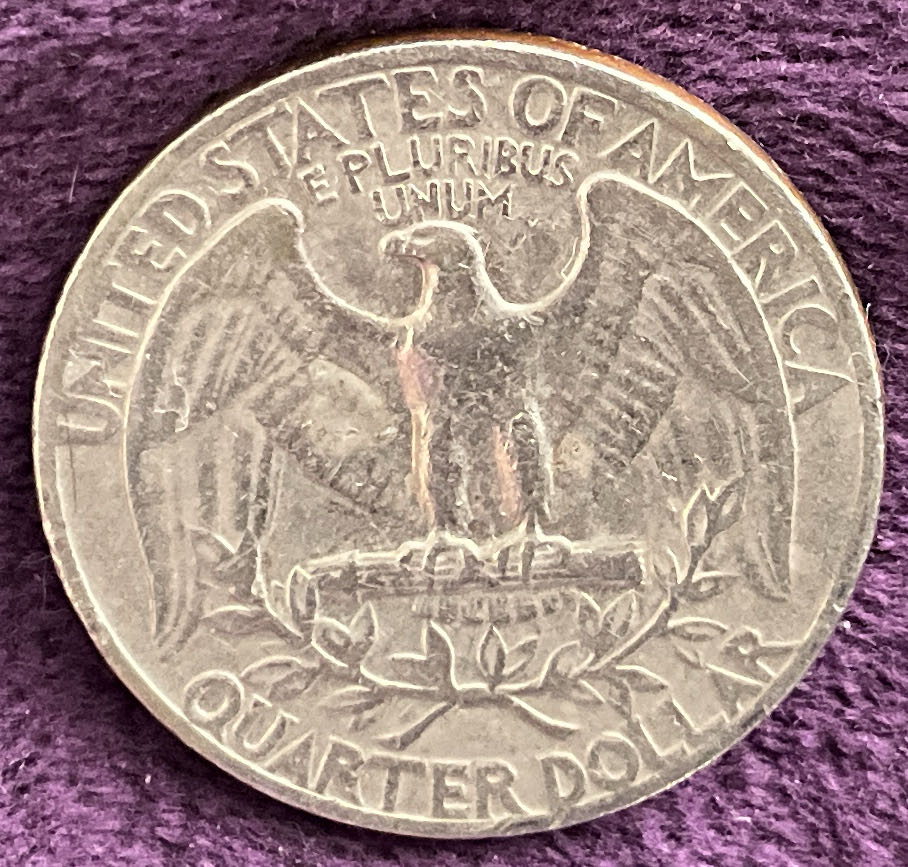 UNITED STATES OF AMERICA
E PLURIBUS
UNUM
QUARTER DOLLAR